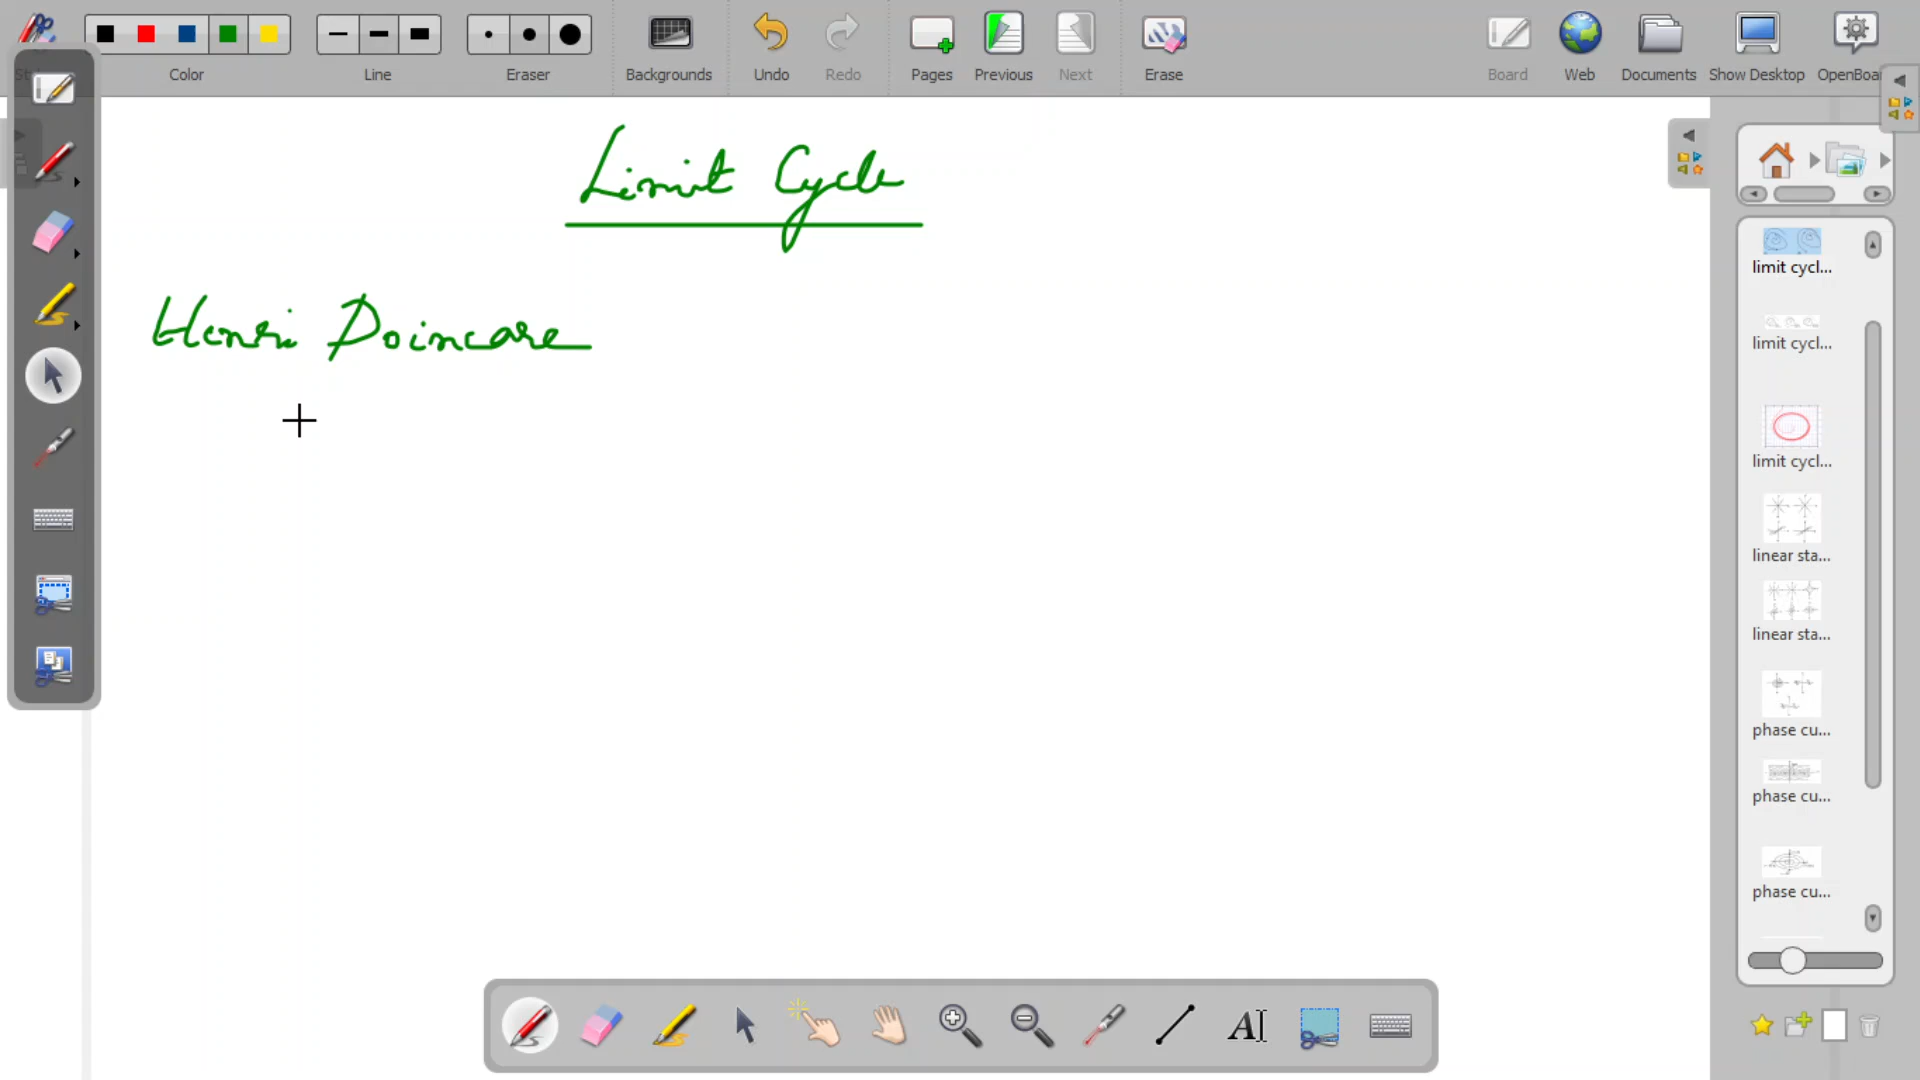 Color
Line
Eraser
Backgrounds
Undo
Redo
Pages
Previous
Next
Erase
Board
Web
Documents
Show Desktop
Limit Cycle
Henri Poincare
limit cycl...
limit cycl...
limit cycl...
linear sta...
linear sta...
phase cu...
phase cu...
phase cu...